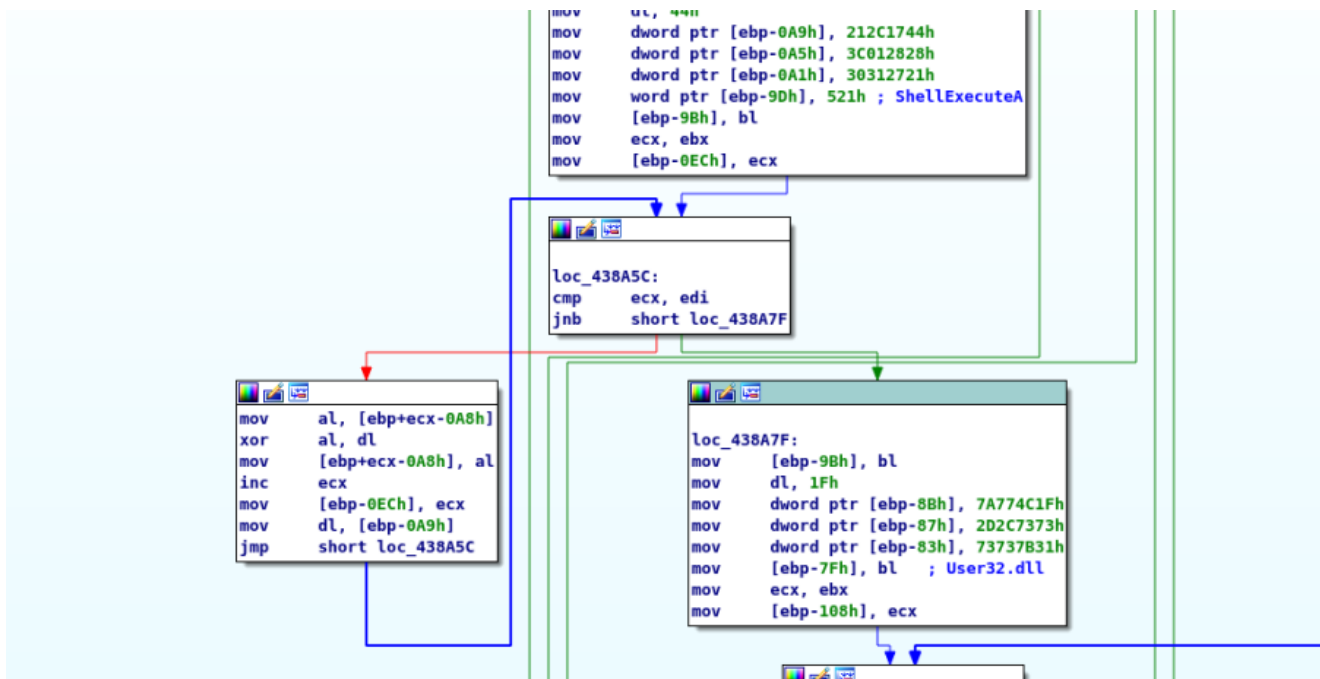 mov dl, 44h
mov dword ptr [ebp-0A9h], 212C1744h
mov dword ptr [ebp-0A5h], 3C012828h
mov dword ptr [ebp-0A1h], 30312721h
mov word ptr [ebp-9Dh], 521h ; ShellExecuteA
mov [ebp-9Bh], bl
mov ecx, ebx
mov [ebp-0ECh], ecx
loc_438A5C:
cmp ecx, edi
jnb short loc_438A7F
mov al, [ebp+ecx-0A8h]
xor al, dl
mov [ebp+ecx-0A8h], al
inc ecx
mov [ebp-0ECh], ecx
mov dl, [ebp-0A9h]
jmp short loc_438A5C
loc_438A7F:
mov [ebp-9Bh], bl
mov dl, 1Fh
mov dword ptr [ebp-8Bh], 7A774C1Fh
mov dword ptr [ebp-87h], 2D2C7373h
mov dword ptr [ebp-83h], 73737B31h
mov [ebp-7Fh], bl ; User32.dll
mov ecx, ebx
mov [ebp-108h], ecx